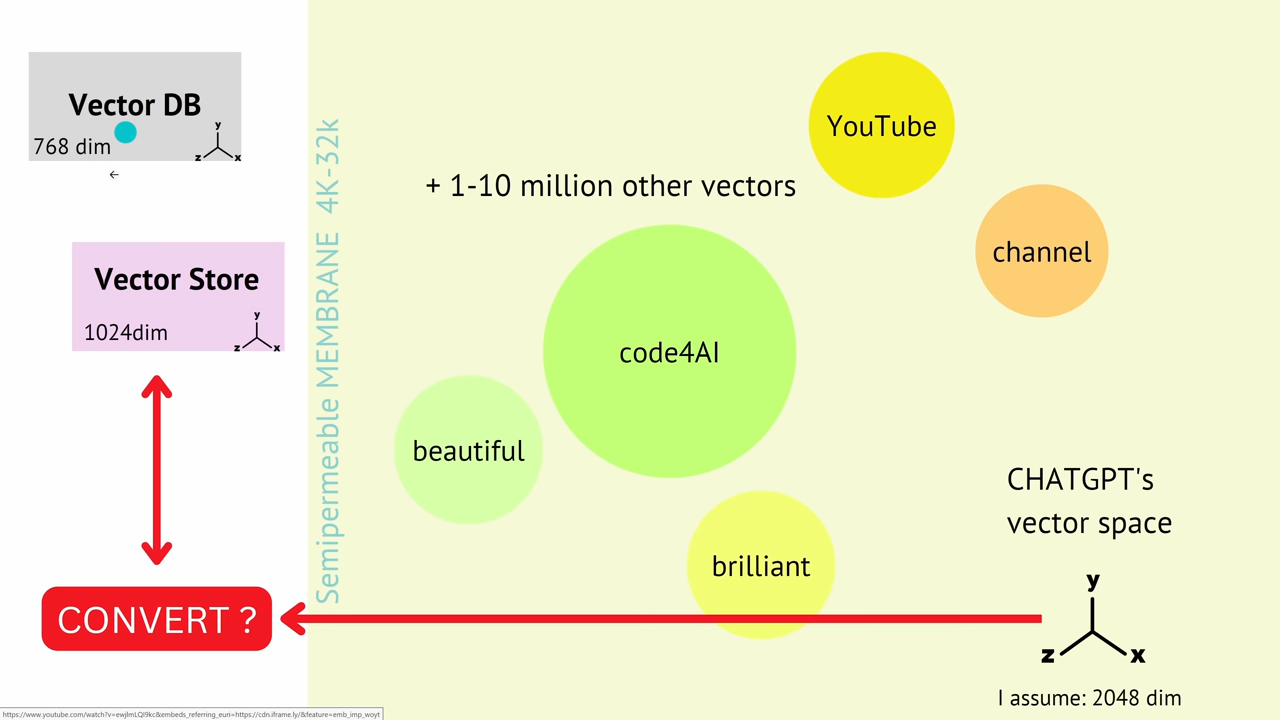 Vector DB
768 dim
y
z
x
Vector Store
1024dim
y
z
x
CONVERT ?
Semipermeable MEMBRANE 4K-32k
+ 1-10 million other vectors
YouTube
channel
code4AI
beautiful
brilliant
CHATGPT's
vector space
y
z
x
I assume: 2048 dim